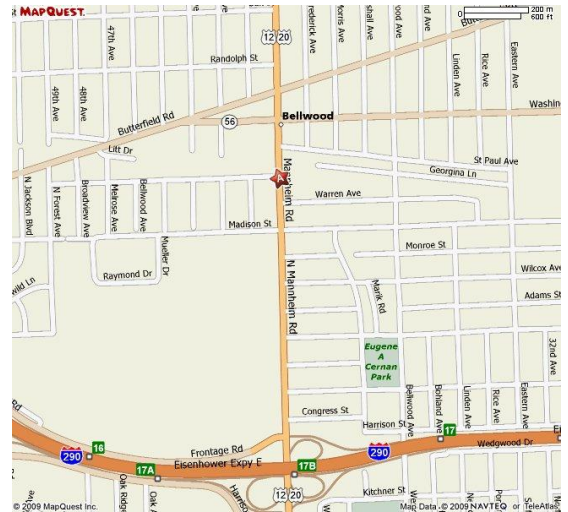 MAPQUEST
200 m
600 ft
12 20
47th Ave
Randolph St
49th Ave
48th Ave
Linden Ave
Rice Ave
Eastern Ave
Butterfield Rd
56
Bellwood
Litt Dr
St Paul Ave
Georgina Ln
Mannheim Rd
Warren Ave
N Jackson Blvd
N Forest Ave
Broadview Ave
Melrose Ave
Bellwood Ave
Madison St
Mueller Dr
Monroe St
Raymond Dr
N Mannheim Rd
Marik Rd
Wilcox Ave
Adams St
Eugene
A
Cernan
Park
32nd Ave
Bellwood Ave
Bohland Ave
Linden Ave
Rice Ave
Eastern Ave
Congress St
Harrison St
17
Wedgwood Dr
290
16
Frontage Rd
Eisenhower Expy E
17A
17B
290
12 20
Kitchner St
© 2009 MapQuest Inc.
Map Data © 2009 NAVTEQ or TeleAtlas